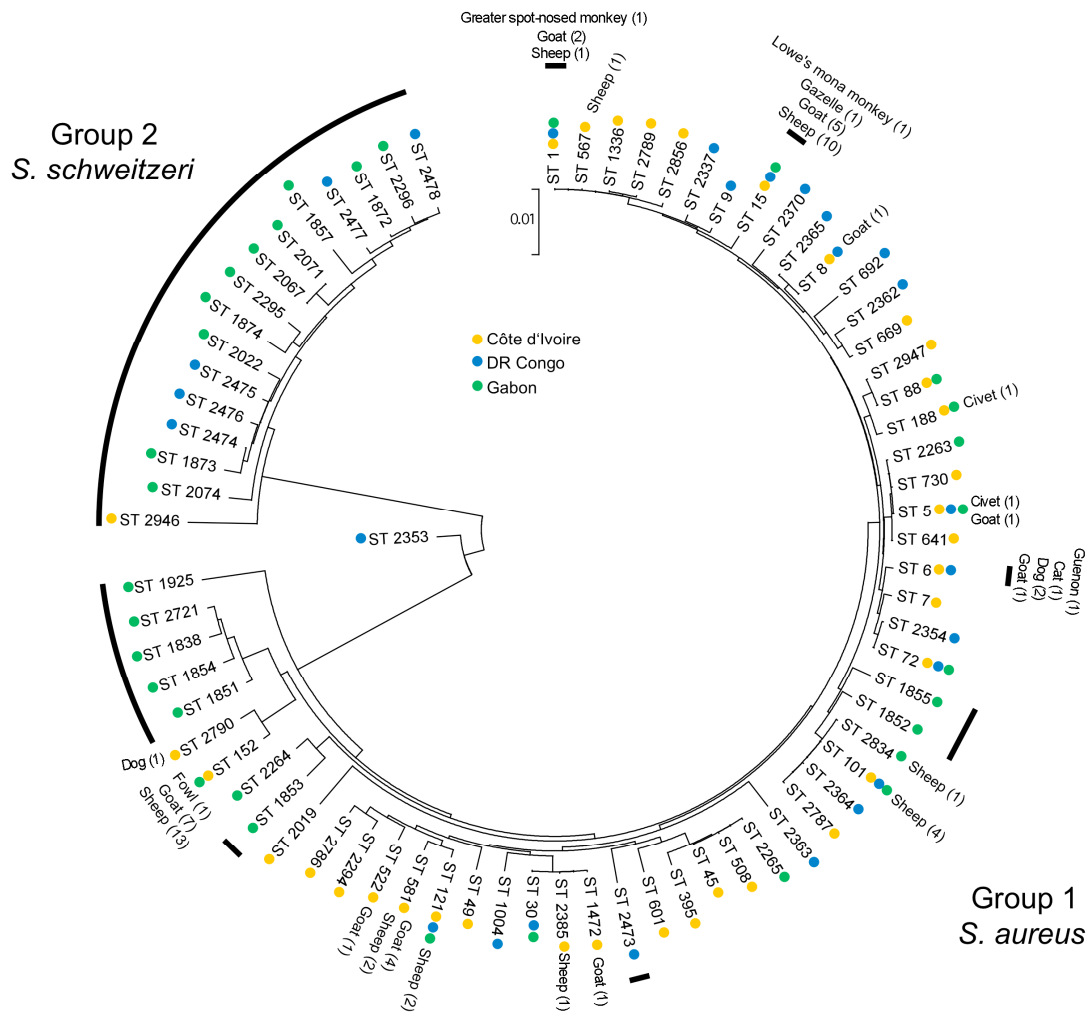 Greater spot-nosed monkey (1)
Goat (2)
Sheep (1)
Group 2
S. schweitzeri
Group 1
S. aureus
0.01
Côte d'Ivoire
DR Congo
Gabon
ST 1
ST 567
Sheep (1)
ST 1336
ST 2789
ST 2856
ST 2337
ST 9
ST 15
Lowe's mona monkey (1)
Gazelle (1)
Goat (5)
Sheep (10)
ST 2370
ST 2365
ST 8
Goat (1)
ST 692
ST 2362
ST 669
ST 2947
ST 88
ST 188
Civet (1)
ST 2263
ST 730
ST 5
Civet (1)
Goat (1)
ST 641
ST 6
Guenon (1)
Cat (1)
Dog (2)
Goat (1)
ST 7
ST 2354
ST 72
ST 1855
ST 1852
ST 2834
Sheep (1)
ST 101
Sheep (4)
ST 2364
ST 2787
ST 2363
ST 2265
ST 508
ST 45
ST 395
ST 601
ST 2473
ST 1472
Goat (1)
ST 2385
Sheep (1)
ST 30
ST 1004
ST 49
ST 121
Sheep (2)
ST 581
Goat (4)
Sheep (2)
ST 522
Goat (1)
ST 2294
ST 2786
ST 2019
ST 1853
ST 2264
ST 152
Fowl (1)
Goat (7)
Sheep (13)
ST 2790
Dog (1)
ST 1851
ST 1854
ST 1838
ST 2721
ST 1925
ST 2353
ST 2946
ST 2074
ST 1873
ST 2474
ST 2476
ST 2475
ST 2022
ST 1874
ST 2295
ST 2067
ST 2071
ST 1857
ST 2477
ST 1872
ST 2296
ST 2478